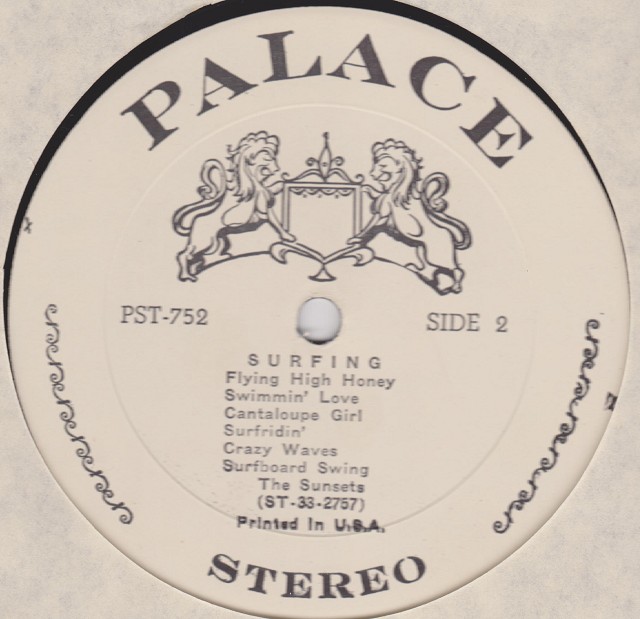 PALACE
PST-752
SIDE 2
SURFING
Flying High Honey
Swimmin' Love
Cantaloupe Girl
Surfridin'
Crazy Waves
Surfboard Swing
The Sunsets
(ST-33-2757)
Printed In U.S.A.
STEREO